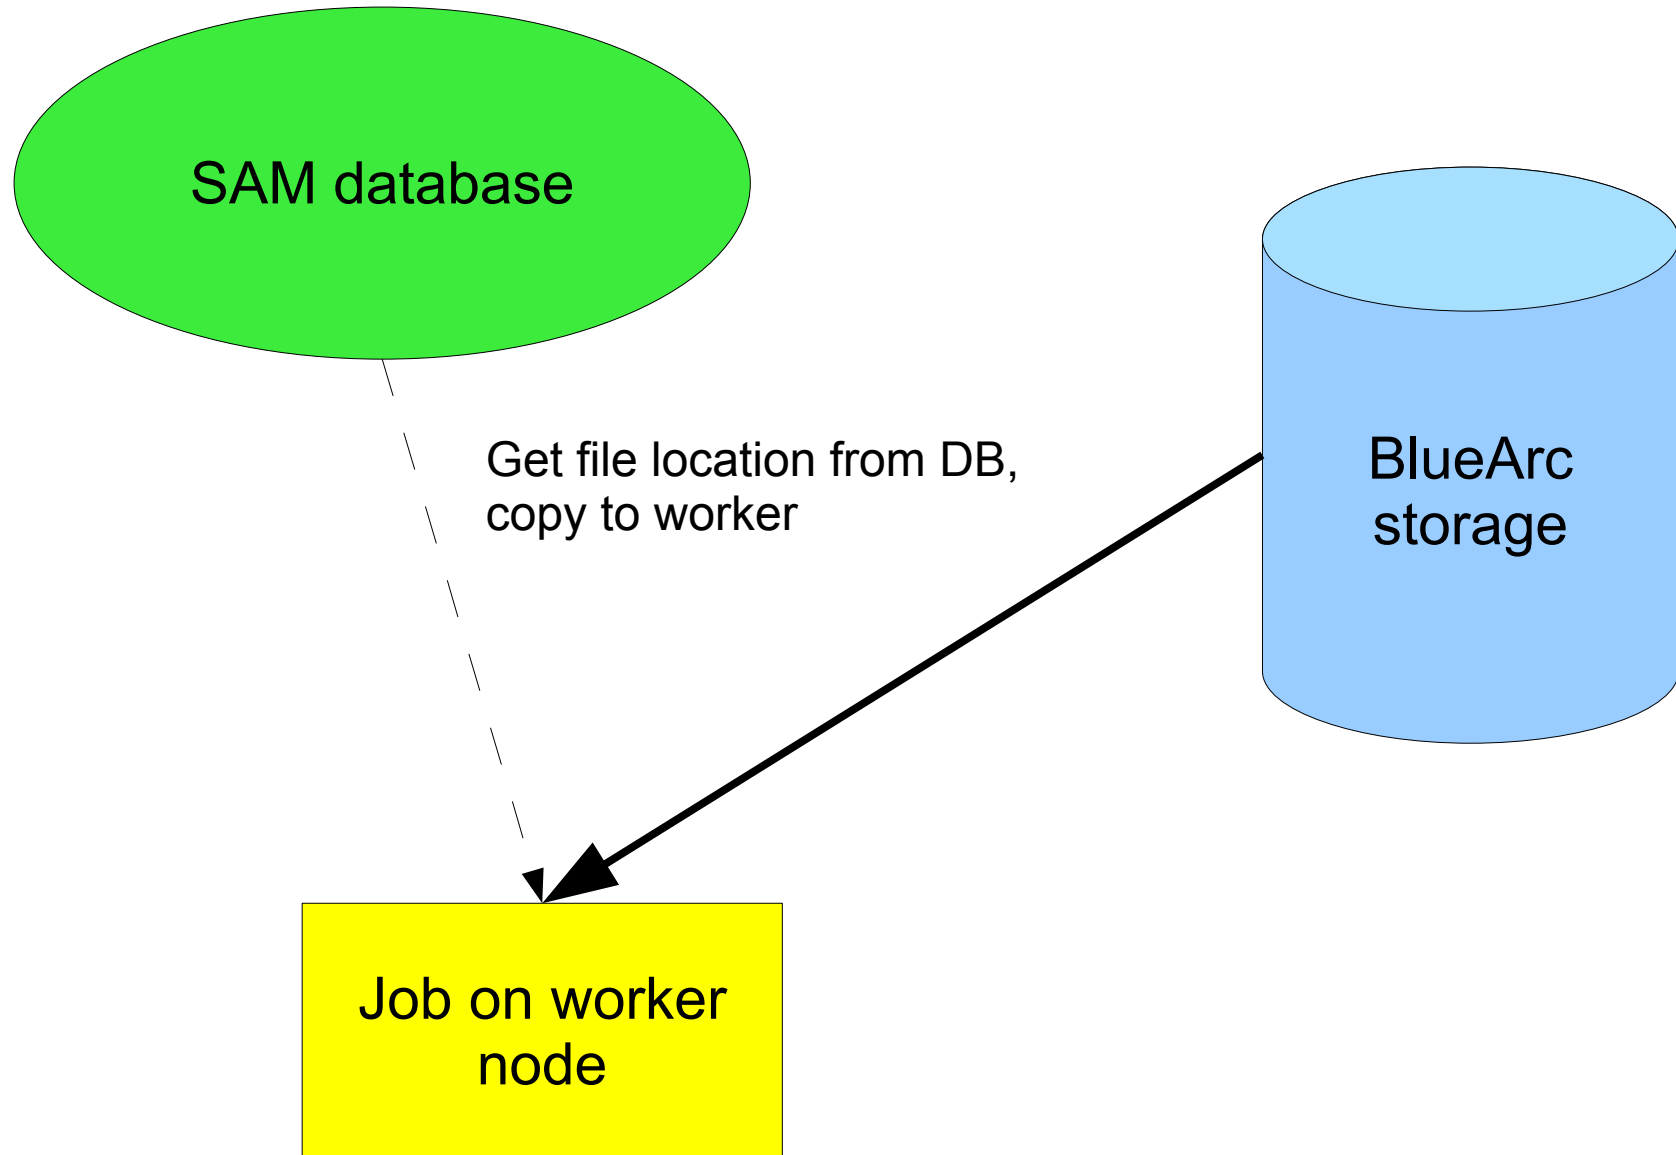 SAM database
Get file location from DB,
copy to worker
BlueArc
storage
Job on worker
node